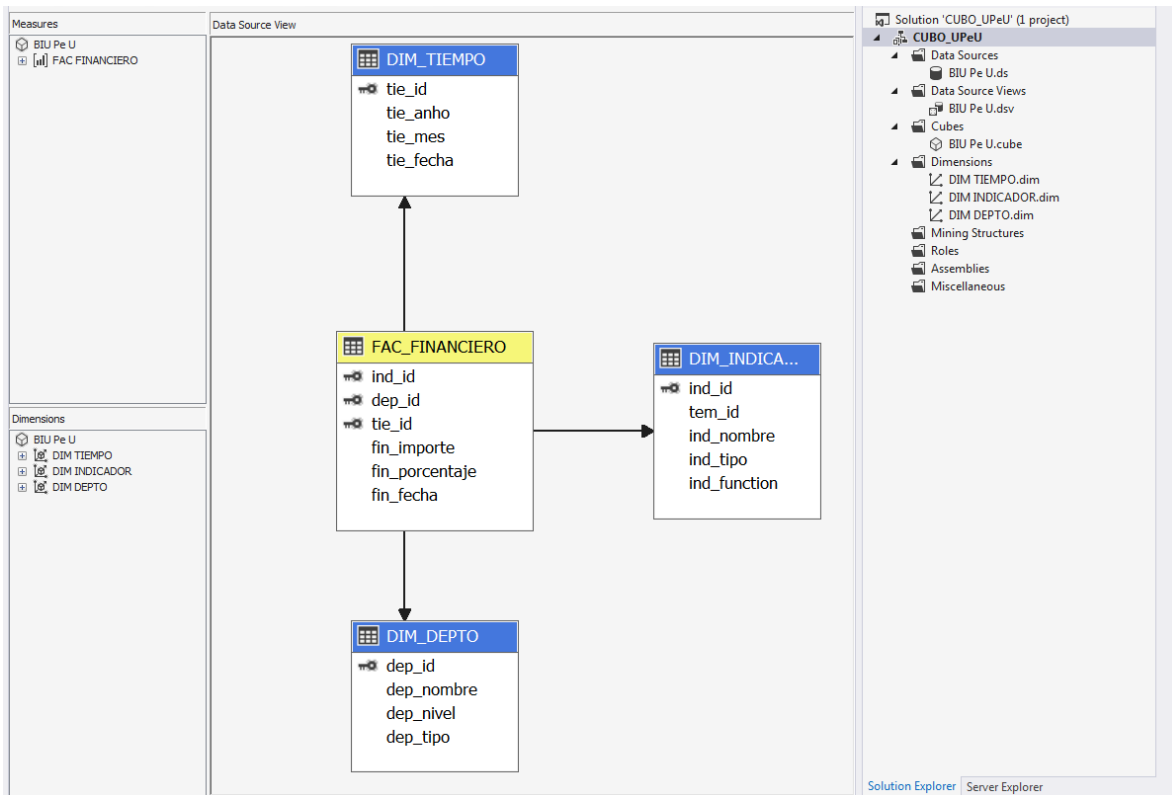 Measures
BIU Pe U
FAC FINANCIERO
Dimensions
BIU Pe U
DIM TIEMPO
DIM INDICADOR
DIM DEPTO
Data Source View
DIM_TIEMPO
tie_id
tie_anho
tie_mes
tie_fecha
FAC_FINANCIERO
ind_id
dep_id
tie_id
fin_importe
fin_porcentaje
fin_fecha
DIM_INDICA...
ind_id
tem_id
ind_nombre
ind_tipo
ind_function
DIM_DEPTO
dep_id
dep_nombre
dep_nivel
dep_tipo
Solution 'CUBO_UPeU' (1 project)
CUBO_UPeU
Data Sources
BIU Pe U.ds
Data Source Views
BIU Pe U.dsv
Cubes
BIU Pe U.cube
Dimensions
DIM TIEMPO.dim
DIM INDICADOR.dim
DIM DEPTO.dim
Mining Structures
Roles
Assemblies
Miscellaneous
Solution Explorer Server Explorer